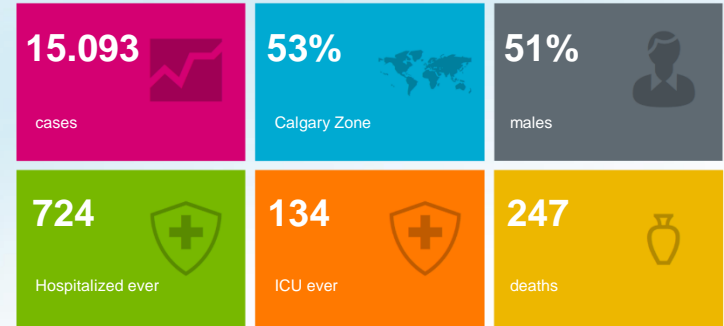 15.093
cases
53%
Calgary Zone
51%
males
724
Hospitalized ever
134
ICU ever
247
deaths